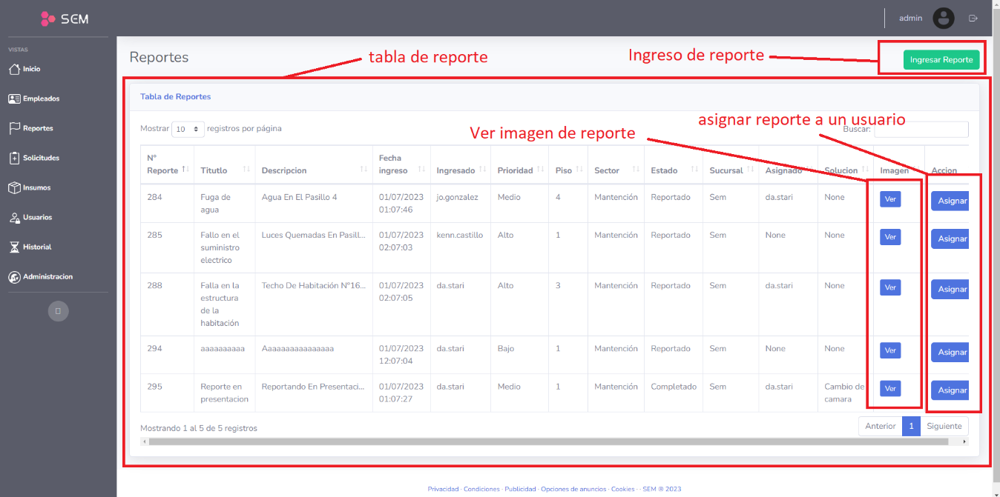 SEM
admin
VISTAS
Inicio
Empleados
Reportes
Solicitudes
Insumos
Usuarios
Historial
Administracion
Reportes
tabla de reporte
Ingreso de reporte
Ingresar Reporte
Tabla de Reportes
asignar reporte a un usuario
Mostrar 10 registros por página
Buscar:
Ver imagen de reporte
N° Reporte Titutlo Descripcion Fecha ingreso Ingresado Prioridad Piso Sector Estado Sucursal Asignado Solucion Imagen Accion
284 Fuga de agua Agua En El Pasillo 4 01/07/2023 01:07:46 jo.gonzalez Medio 4 Mantención Reportado Sem da.stari None Ver Asignar
285 Fallo en el suministro electrico Luces Quemadas En Pasill... 01/07/2023 02:07:03 kenn.castillo Alto 1 Mantención Reportado Sem None None Ver Asignar
288 Falla en la estructura de la habitación Techo De Habitación N°16... 01/07/2023 02:07:05 da.stari Alto 3 Mantención Reportado Sem da.stari None Ver Asignar
294 aaaaaaaaaa Aaaaaaaaaaaaaaaa 01/07/2023 12:07:04 da.stari Bajo 1 Mantención Reportado Sem None None Ver Asignar
295 Reporte en presentacion Reportando En Presentaci... 01/07/2023 01:07:27 da.stari Medio 1 Mantención Completado Sem da.stari Cambio de camara Ver Asignar
Mostrando 1 al 5 de 5 registros
Anterior 1 Siguiente
Privacidad · Condiciones · Publicidad · Opciones de anuncios · Cookies · · SEM ® 2023